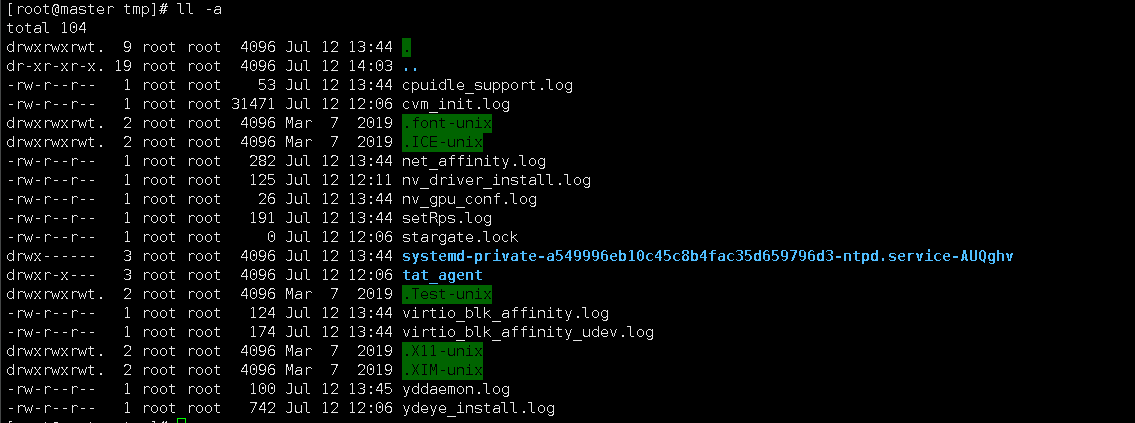 [root@master tmp]# ll -a
total 104
drwxrwxrwt.  9 root root  4096 Jul 12 13:44 .
dr-xr-xr-x. 19 root root  4096 Jul 12 14:03 ..
-rw-r--r--   1 root root    53 Jul 12 13:44 cpuidle_support.log
-rw-r--r--   1 root root 31471 Jul 12 12:06 cvm_init.log
drwxrwxrwt.  2 root root  4096 Mar  7  2019 .font-unix
drwxrwxrwt.  2 root root  4096 Mar  7  2019 .ICE-unix
-rw-r--r--   1 root root   282 Jul 12 13:44 net_affinity.log
-rw-r--r--   1 root root   125 Jul 12 12:11 nv_driver_install.log
-rw-r--r--   1 root root    26 Jul 12 13:44 nv_gpu_conf.log
-rw-r--r--   1 root root   191 Jul 12 13:44 setRps.log
-rw-r--r--   1 root root     0 Jul 12 12:06 stargate.lock
drwx------   3 root root  4096 Jul 12 13:44 systemd-private-a549996eb10c45c8b4fac35d659796d3-ntpd.service-AUQghv
drwxr-x---   3 root root  4096 Jul 12 12:06 tat_agent
drwxrwxrwt.  2 root root  4096 Mar  7  2019 .Test-unix
-rw-r--r--   1 root root   124 Jul 12 13:44 virtio_blk_affinity.log
-rw-r--r--   1 root root   174 Jul 12 13:44 virtio_blk_affinity_udev.log
drwxrwxrwt.  2 root root  4096 Mar  7  2019 .X11-unix
drwxrwxrwt.  2 root root  4096 Mar  7  2019 .XIM-unix
-rw-r--r--   1 root root   100 Jul 12 13:45 yddaemon.log
-rw-r--r--   1 root root   742 Jul 12 12:06 ydeye_install.log